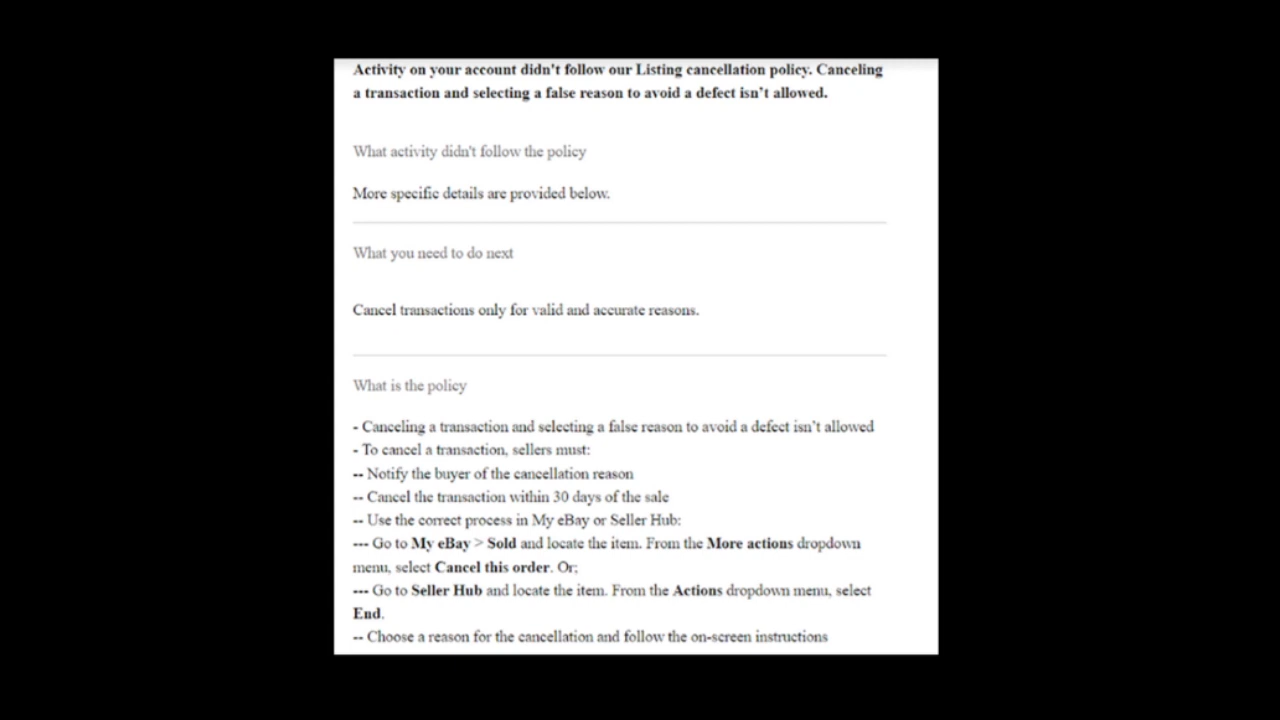 Activity on your account didn't follow our Listing cancellation policy. Canceling
a transaction and selecting a false reason to avoid a defect isn’t allowed.
What activity didn't follow the policy
More specific details are provided below.
What you need to do next
Cancel transactions only for valid and accurate reasons.
What is the policy
- Canceling a transaction and selecting a false reason to avoid a defect isn’t allowed
- To cancel a transaction, sellers must:
-- Notify the buyer of the cancellation reason
-- Cancel the transaction within 30 days of the sale
-- Use the correct process in My eBay or Seller Hub:
--- Go to My eBay > Sold and locate the item. From the More actions dropdown
menu, select Cancel this order. Or;
--- Go to Seller Hub and locate the item. From the Actions dropdown menu, select
End.
-- Choose a reason for the cancellation and follow the on-screen instructions